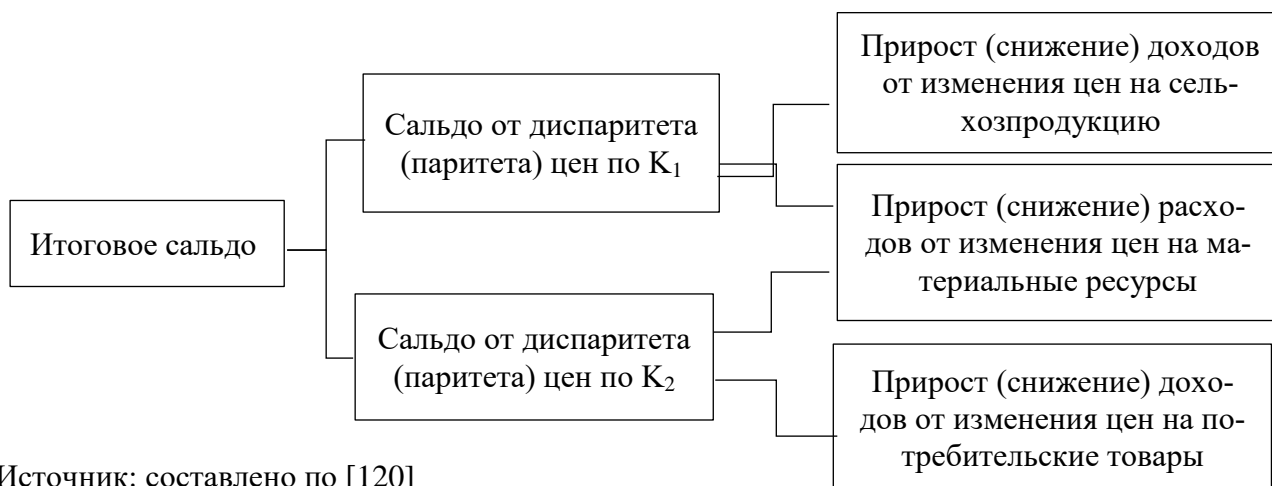 Итоговое сальдо
Сальдо от диспаритета
(паритета) цен по K₁
Сальдо от диспаритета
(паритета) цен по K₂
Прирост (снижение) доходов
от изменения цен на сель-
хозпродукцию
Прирост (снижение) расхо-
дов от изменения цен на ма-
териальные ресурсы
Прирост (снижение) дохо-
дов от изменения цен на по-
требительские товары
Источник: составлено по [120]